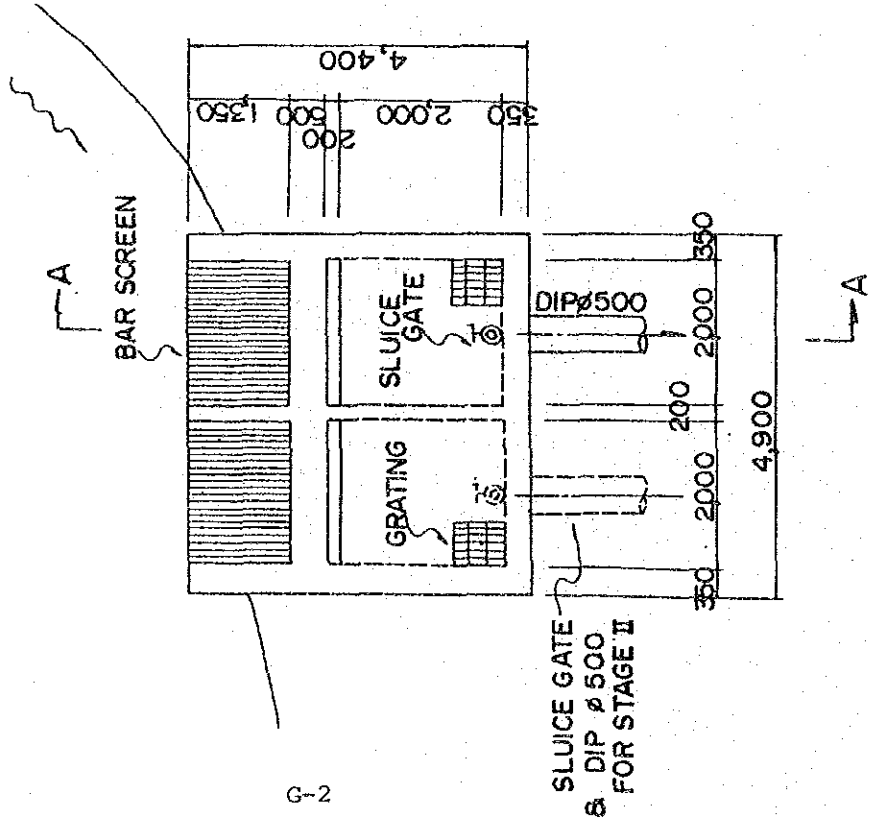 A
BAR SCREEN
1,350
500
200
2,000
350
4,400
SLUICE
GATE
GRATING
DIPø500
350
2000
200
2000
350
4,900
A
SLUICE GATE
& DIP ø 500
FOR STAGE II
G-2